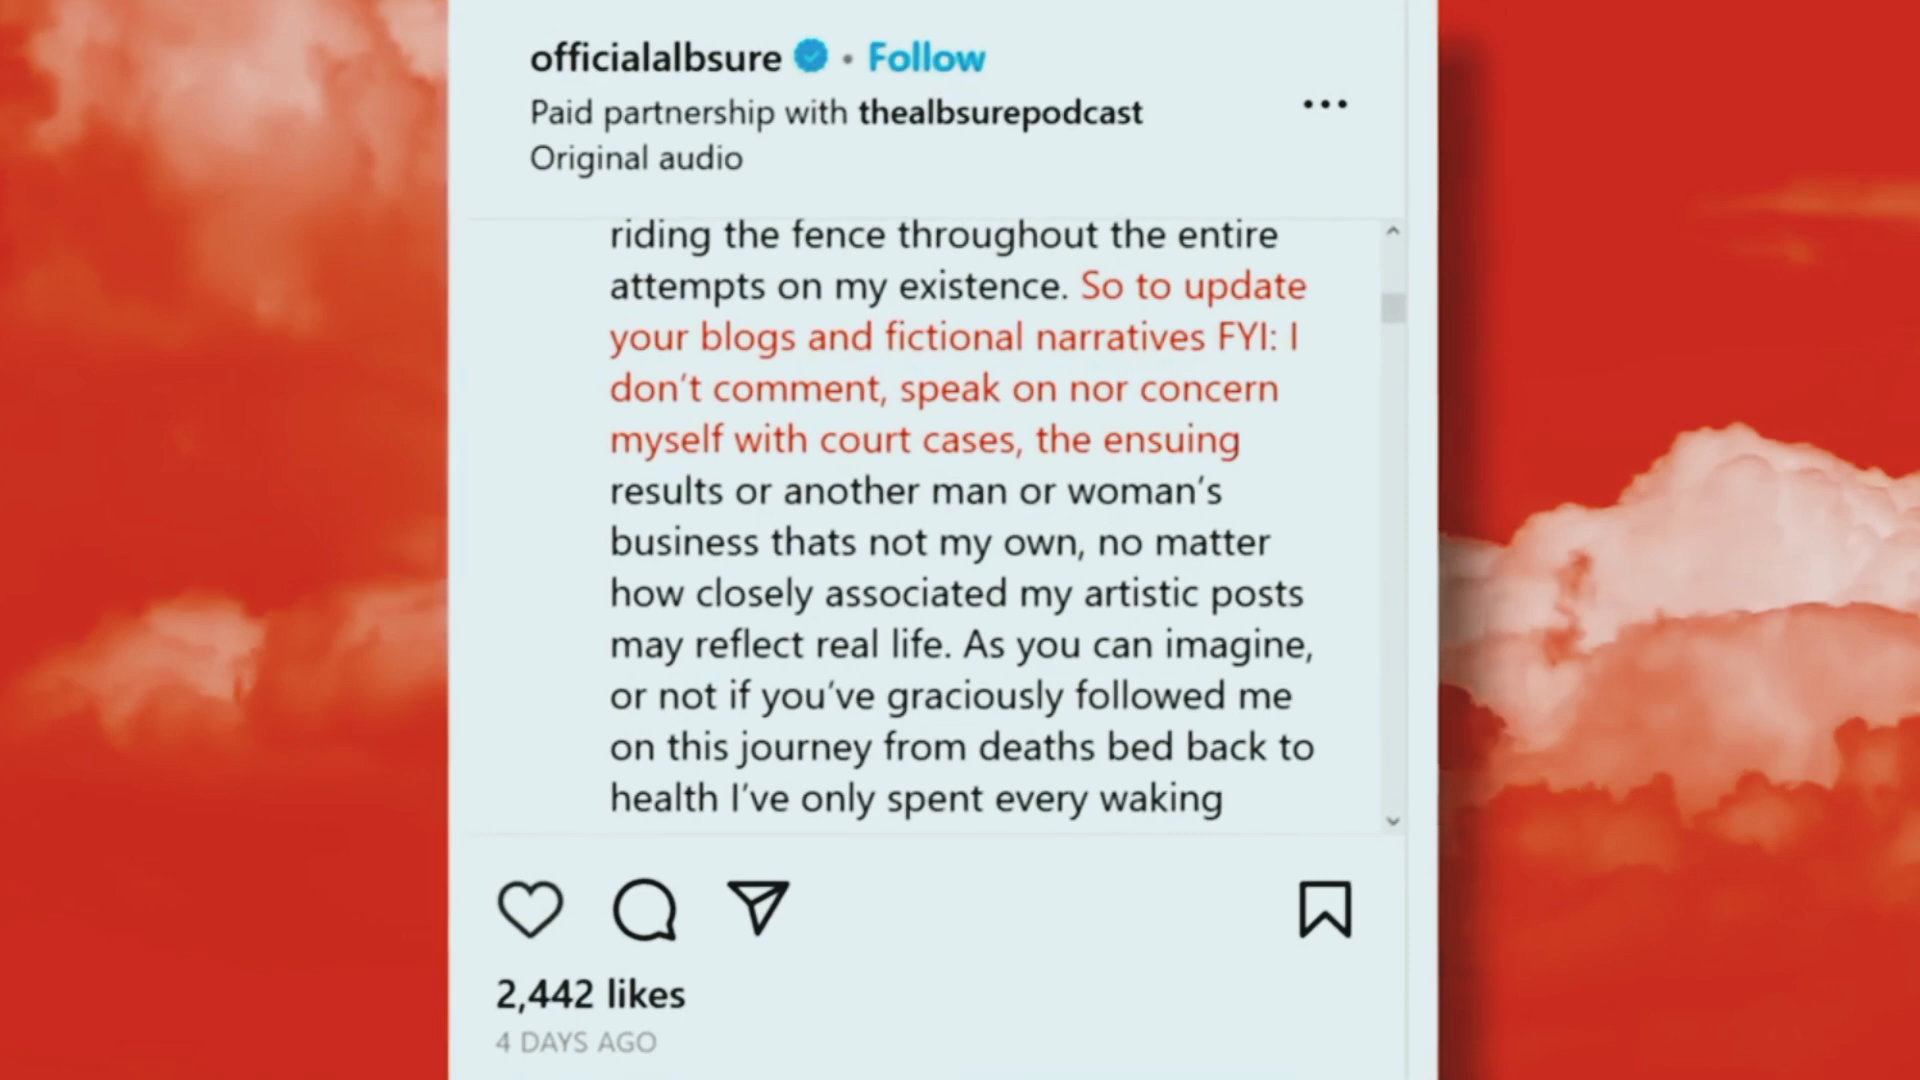 officialalbsure • Follow
Paid partnership with thealbsurepodcast
Original audio
riding the fence throughout the entire
attempts on my existence. So to update
your blogs and fictional narratives FYI: I
don't comment, speak on nor concern
myself with court cases, the ensuing
results or another man or woman's
business thats not my own, no matter
how closely associated my artistic posts
may reflect real life. As you can imagine,
or not if you've graciously followed me
on this journey from deaths bed back to
health I've only spent every waking
2,442 likes
4 DAYS AGO